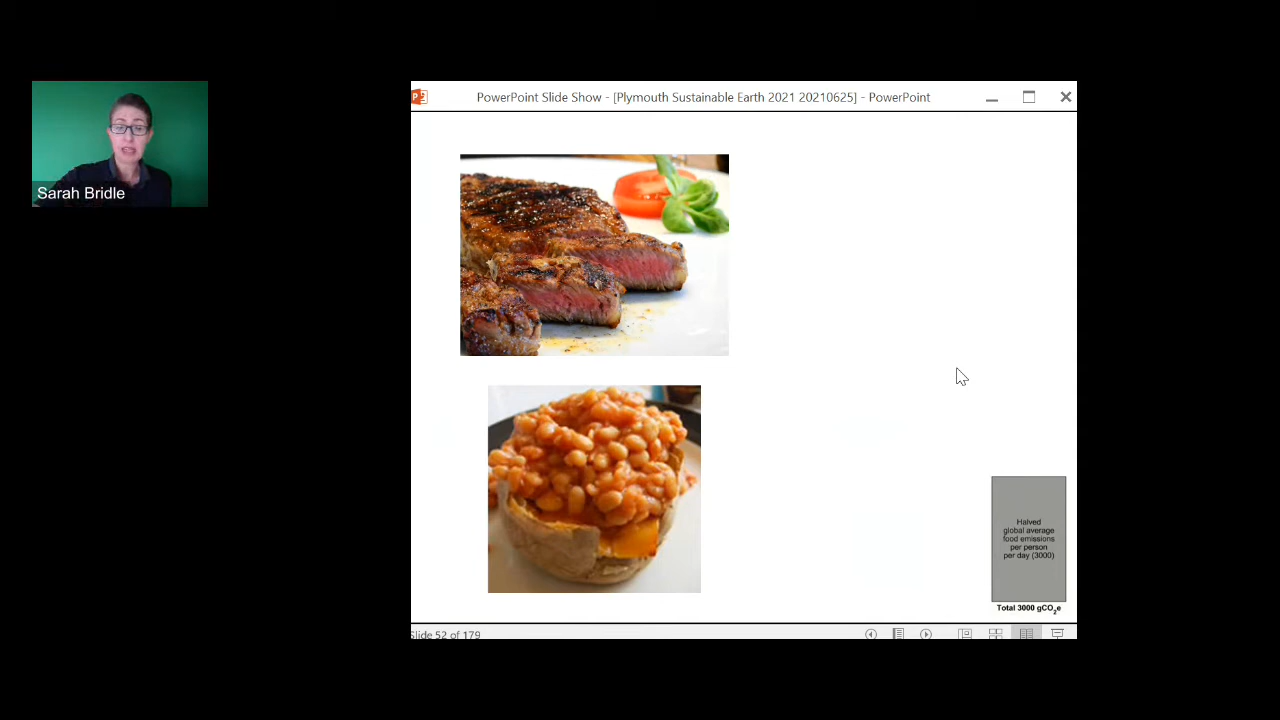 PowerPoint Slide Show - [Plymouth Sustainable Earth 2021 20210625] - PowerPoint
Sarah Bridle
Halved
global average
food emissions
per person
per day (3000)
Total 3000 gCO₂e
Slide 52 of 179